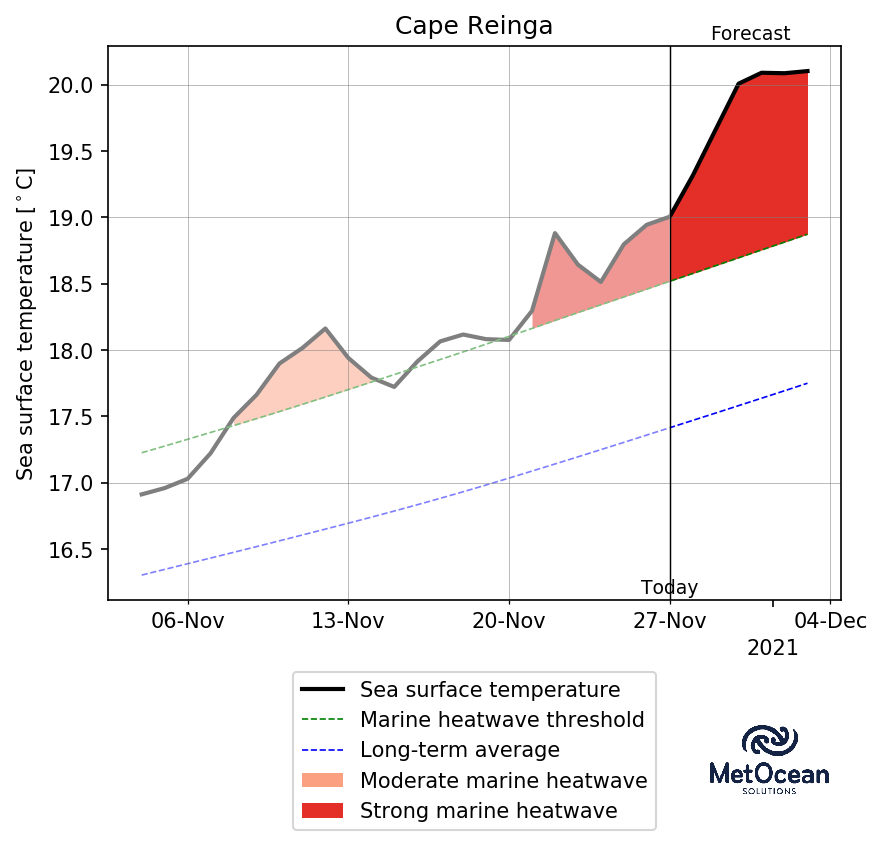 Cape Reinga
Forecast
20.0
19.5
19.0
18.5
18.0
17.5
17.0
16.5
Sea surface temperature [°C]
Today
06-Nov
13-Nov
20-Nov
27-Nov
04-Dec
2021
Sea surface temperature
Marine heatwave threshold
Long-term average
Moderate marine heatwave
Strong marine heatwave
MetOcean
SOLUTIONS